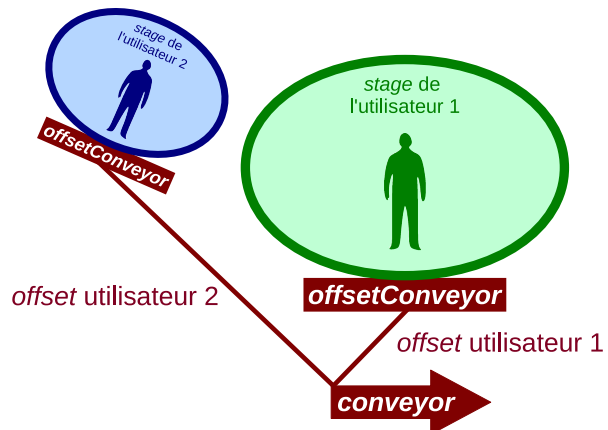 stage de
l'utilisateur 2
offsetConveyor
stage de
l'utilisateur 1
offsetConveyor
offset utilisateur 2
offset utilisateur 1
conveyor